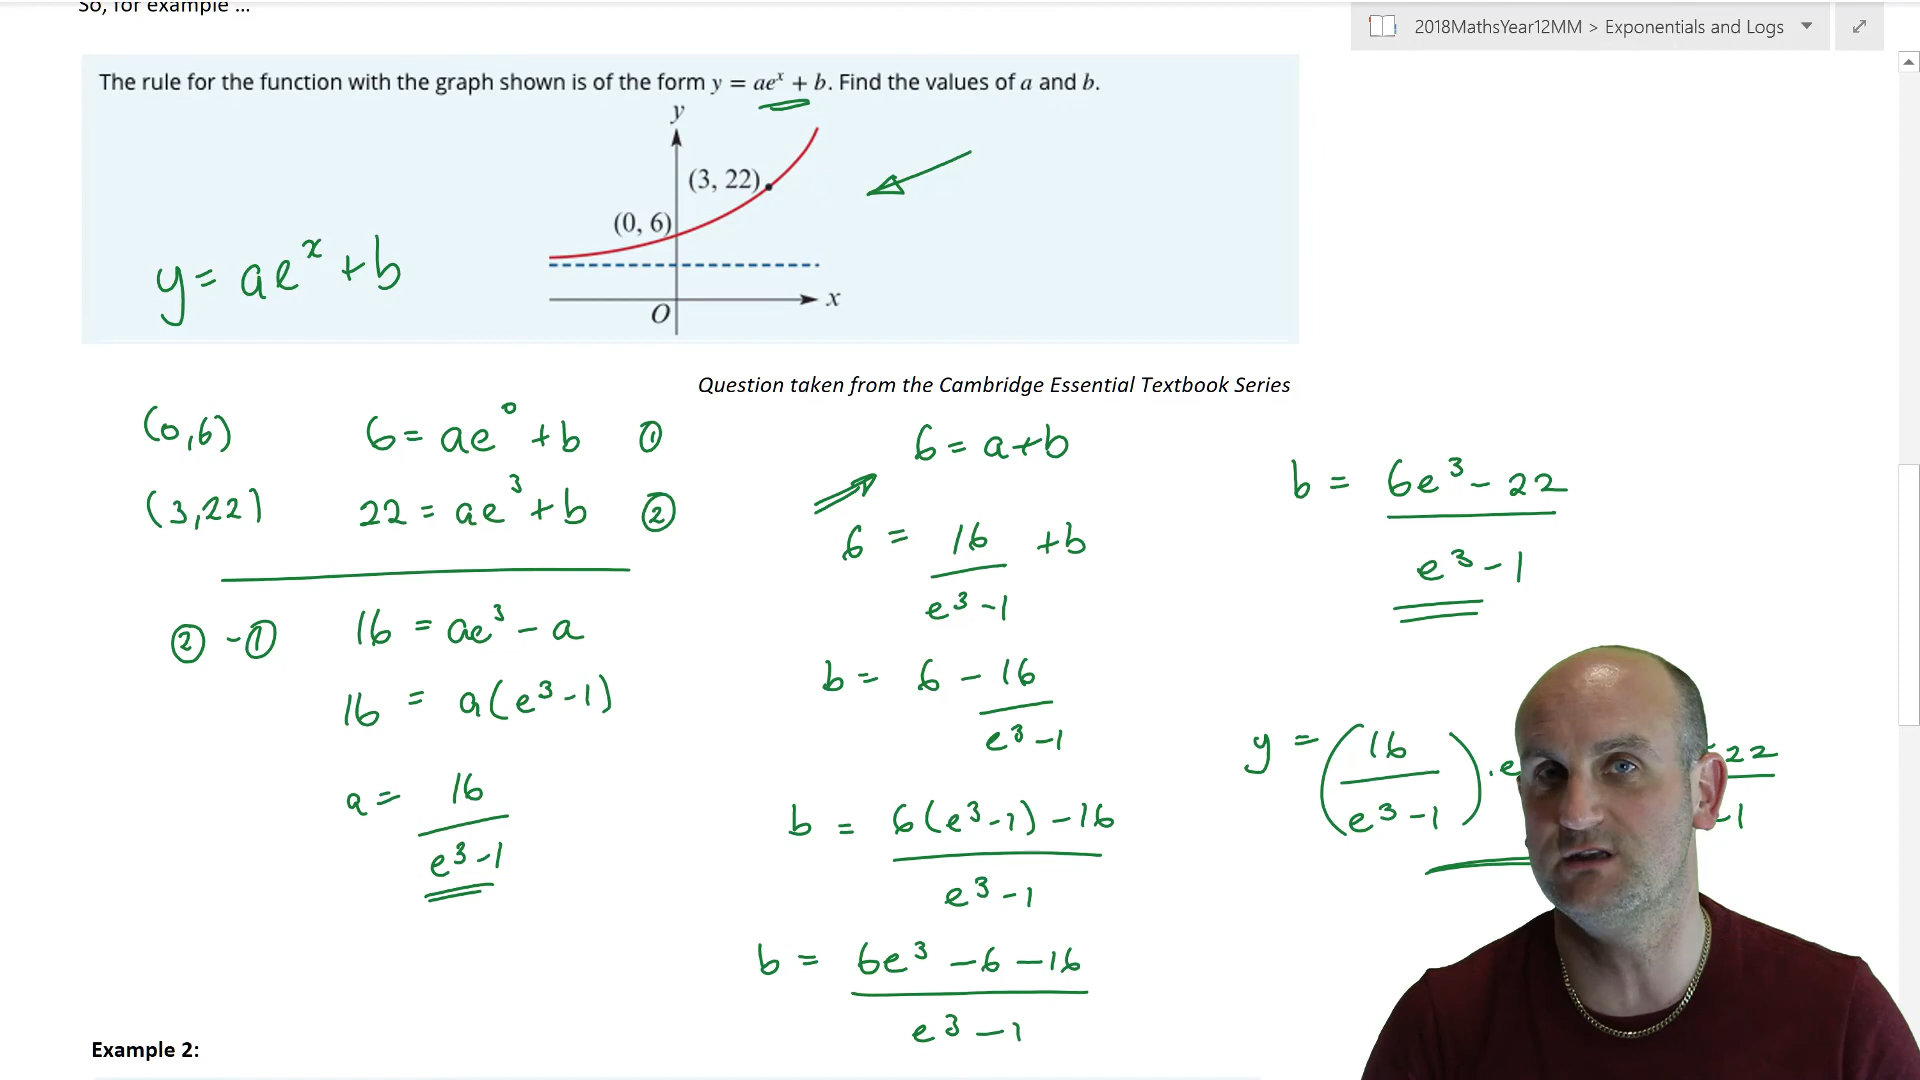 So, for example ...
2018MathsYear12MM > Exponentials and Logs
The rule for the function with the graph shown is of the form y = ae^x + b. Find the values of a and b.
y
(3, 22)
(0, 6)
x
O
y = ae^x + b
Question taken from the Cambridge Essential Textbook Series
(0,6) 6 = ae^0 + b ①
(3,22) 22 = ae^3 + b ②
② - ① 16 = ae^3 - a
16 = a(e^3 - 1)
a = 16 / (e^3 - 1)
6 = a + b
6 = 16 / (e^3 - 1) + b
b = 6 - 16 / (e^3 - 1)
b = (6(e^3 - 1) - 16) / (e^3 - 1)
b = (6e^3 - 6 - 16) / (e^3 - 1)
b = (6e^3 - 22) / (e^3 - 1)
y = (16 / (e^3 - 1)) . e 22 / -1
Example 2: